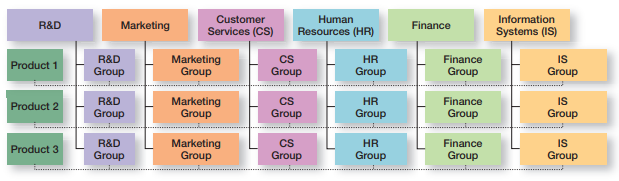 R&D
Marketing
Customer
Services (CS)
Human
Resources (HR)
Finance
Information
Systems (IS)
Product 1
R&D
Group
Marketing
Group
CS
Group
HR
Group
Finance
Group
IS
Group
Product 2
R&D
Group
Marketing
Group
CS
Group
HR
Group
Finance
Group
IS
Group
Product 3
R&D
Group
Marketing
Group
CS
Group
HR
Group
Finance
Group
IS
Group